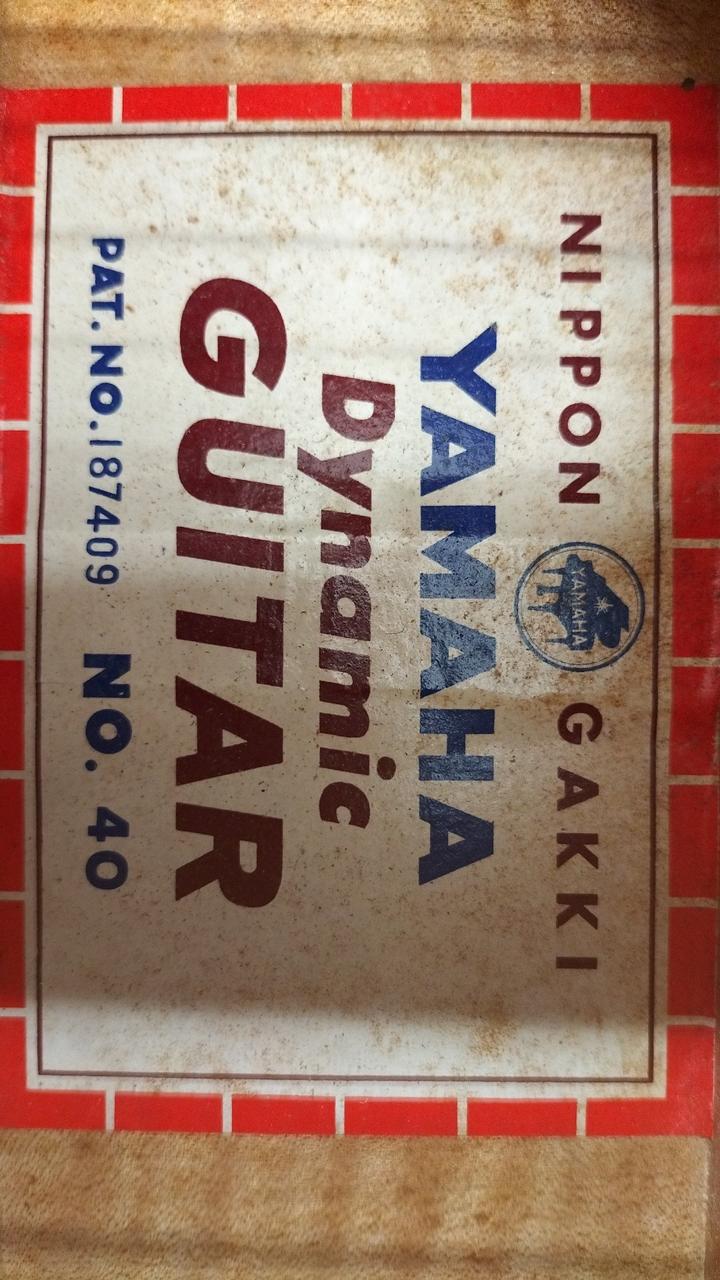 NIPPON YAMAHA GAKKI
YAMAHA
Dynamic
GUITAR
PAT. NO. 187409 NO. 40